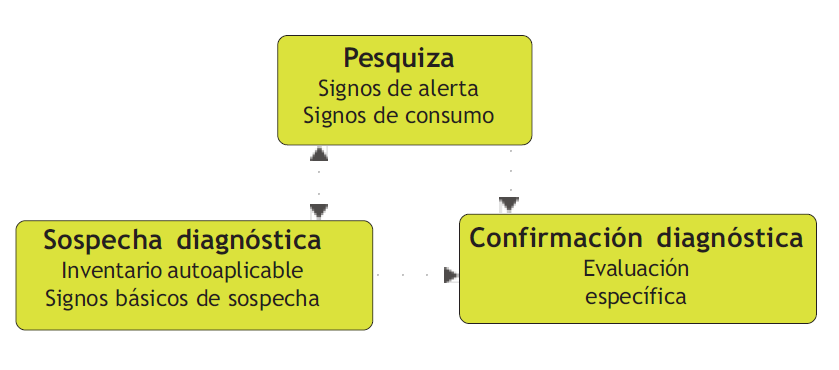 Pesquiza
Signos de alerta
Signos de consumo
Sospecha diagnóstica
Inventario autoaplicable
Signos básicos de sospecha
Confirmación diagnóstica
Evaluación
específica